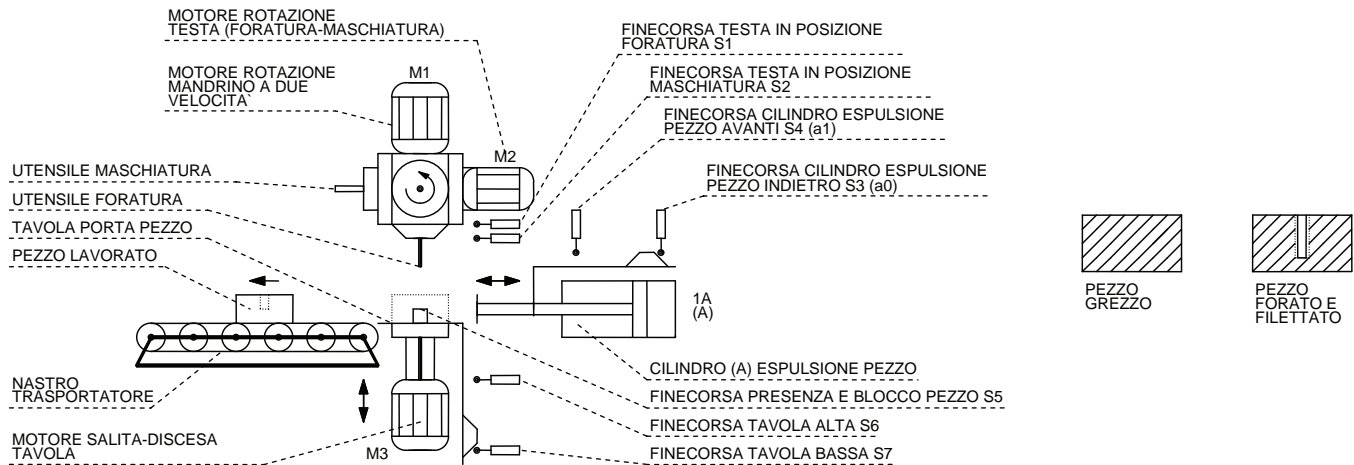 MOTORE ROTAZIONE
TESTA (FORATURA-MASCHIATURA)
MOTORE ROTAZIONE
MANDRINO A DUE
VELOCITA`
M1
M2
FINECORSA TESTA IN POSIZIONE
FORATURA S1
FINECORSA TESTA IN POSIZIONE
MASCHIATURA S2
FINECORSA CILINDRO ESPULSIONE
PEZZO AVANTI S4 (a1)
FINECORSA CILINDRO ESPULSIONE
PEZZO INDIETRO S3 (a0)
UTENSILE MASCHIATURA
UTENSILE FORATURA
TAVOLA PORTA PEZZO
PEZZO LAVORATO
1A
(A)
PEZZO
GREZZO
PEZZO
FORATO E
FILETTATO
NASTRO
TRASPORTATORE
MOTORE SALITA-DISCESA
TAVOLA
M3
CILINDRO (A) ESPULSIONE PEZZO
FINECORSA PRESENZA E BLOCCO PEZZO S5
FINECORSA TAVOLA ALTA S6
FINECORSA TAVOLA BASSA S7